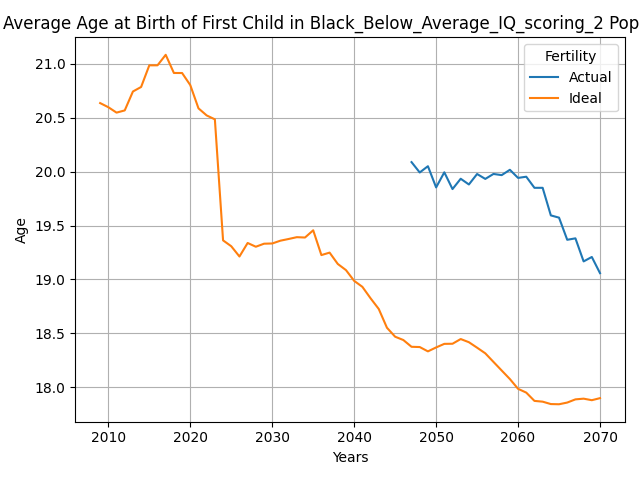 Average Age at Birth of First Child in Black_Below_Average_IQ_scoring_2 Pop
Fertility
Actual
Ideal
21.0
20.5
20.0
19.5
19.0
18.5
18.0
Age
2010 2020 2030 2040 2050 2060 2070
Years